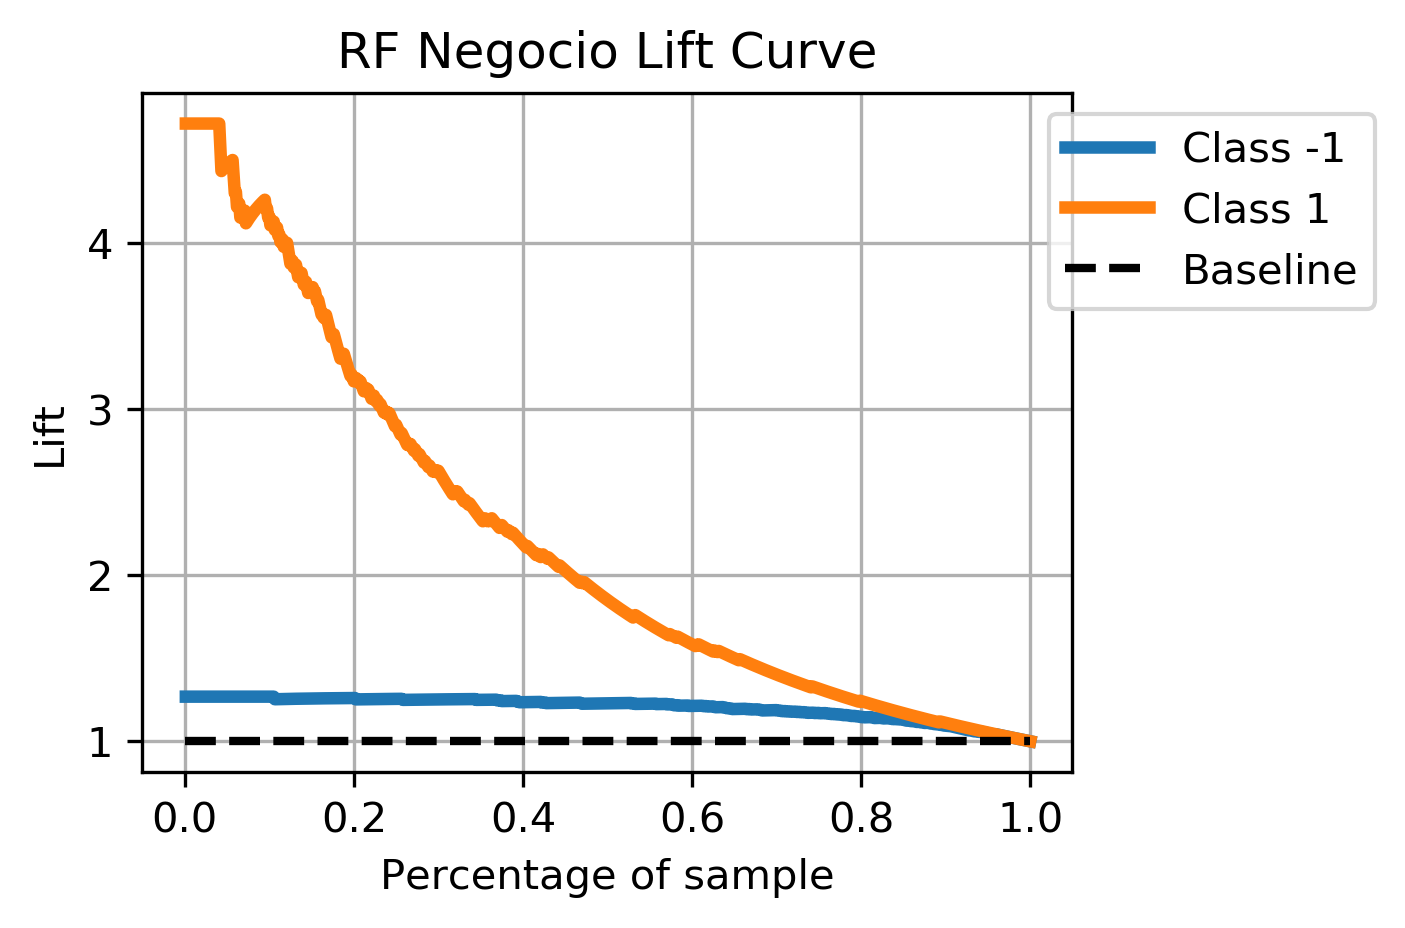 RF Negocio Lift Curve
Class -1
Class 1
Baseline
Lift
4
3
2
1
0.0 0.2 0.4 0.6 0.8 1.0
Percentage of sample